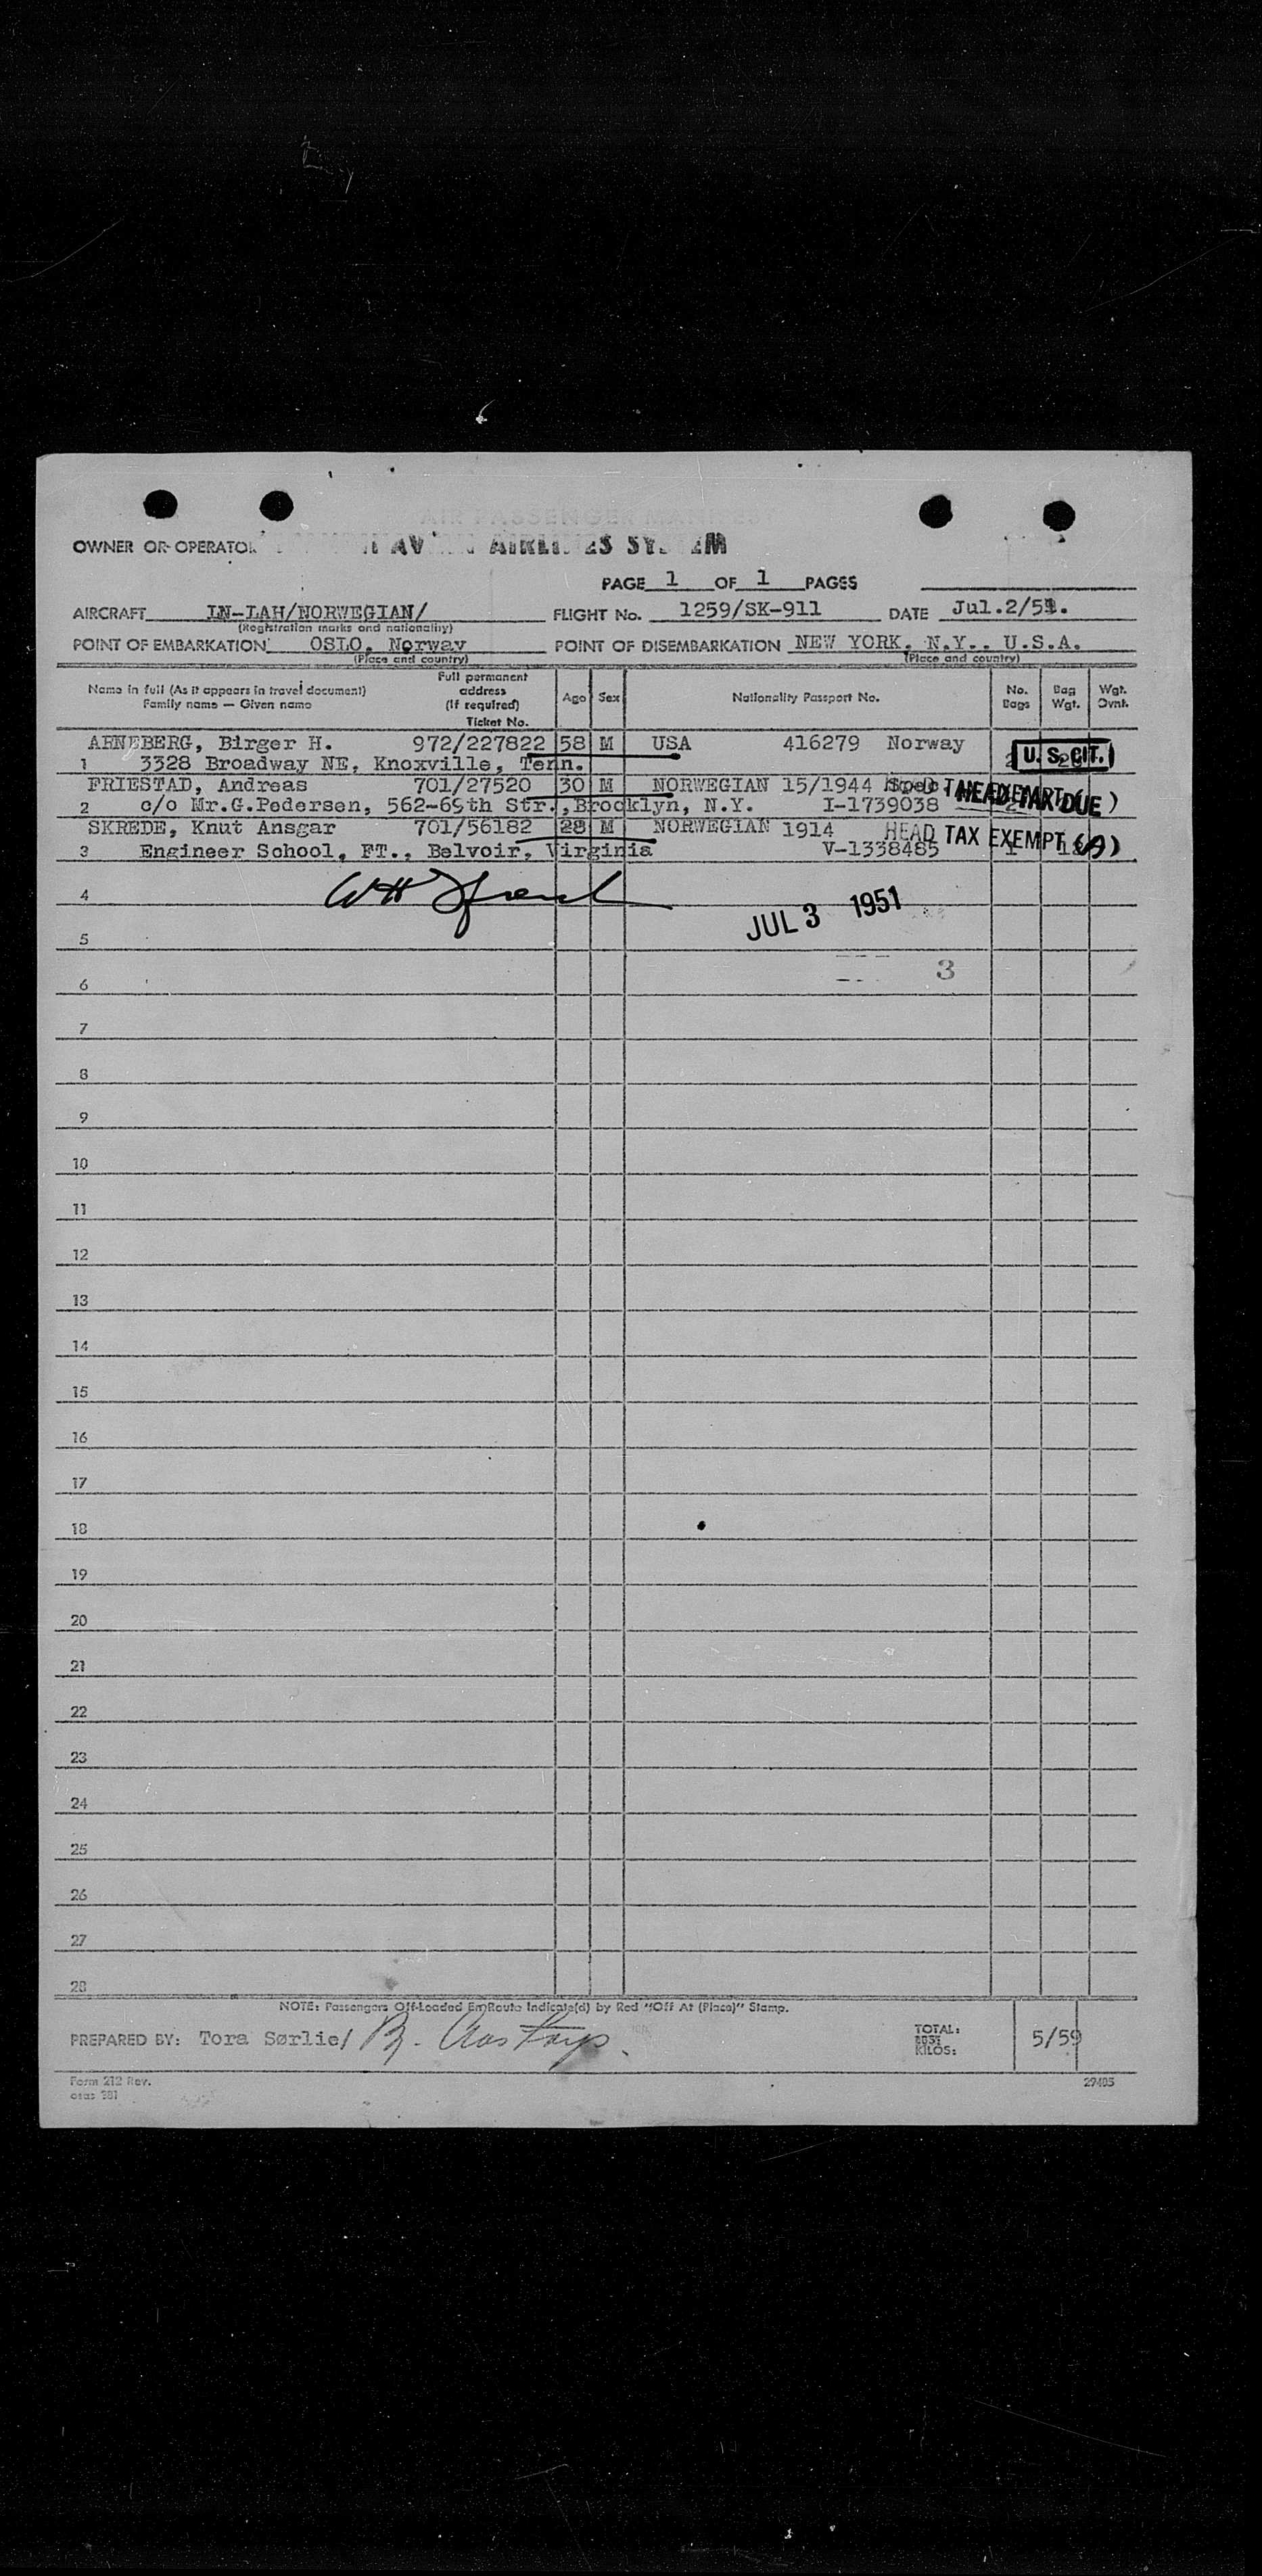 AIR PASSENGER MANIFEST
OWNER OR OPERATOR AIRLINES SYSTEM
PAGE 1 OF 1 PAGES
AIRCRAFT LN-LAH/NORWEGIAN/ FLIGHT No. 1259/SK-911 DATE Jul.2/51.
(Registration marks and nationality)
POINT OF EMBARKATION OSLO, Norway POINT OF DISEMBARKATION NEW YORK, N.Y., U.S.A.
(Place and country) (Place and country)
Name in full (As it appears in travel document) Family name — Given name Full permanent address (If required) Ticket No. Age Sex Nationality Passport No. No. Bags Bag Wgt. Wgt. Ovnt.
ARNEBERG, Birger H. 972/227822 58 M USA 416279 Norway
1 3328 Broadway NE, Knoxville, Tenn. U.S. CIT.
FRIESTAD, Andreas 701/27520 30 M NORWEGIAN 15/1944 HEAD TAX DUE
2 c/o Mr.G.Pedersen, 562-69th Str.,Brooklyn, N.Y. I-1739038
SKREDE, Knut Ansgar 701/56182 28 M NORWEGIAN 1914 HEAD TAX EXEMPT
3 Engineer School, FT., Belvoir, Virginia V-1338485 1
4
JUL 3 1951
5
3
6
7
8
9
10
11
12
13
14
15
16
17
18
19
20
21
22
23
24
25
26
27
28
NOTE: Passengers Off-Loaded En Route Indicate(d) by Red "Off At (Place)" Stamp.
PREPARED BY: Tora Sørlie/ TOTAL: KILOS: 5/59
Form 212 Rev. 29405